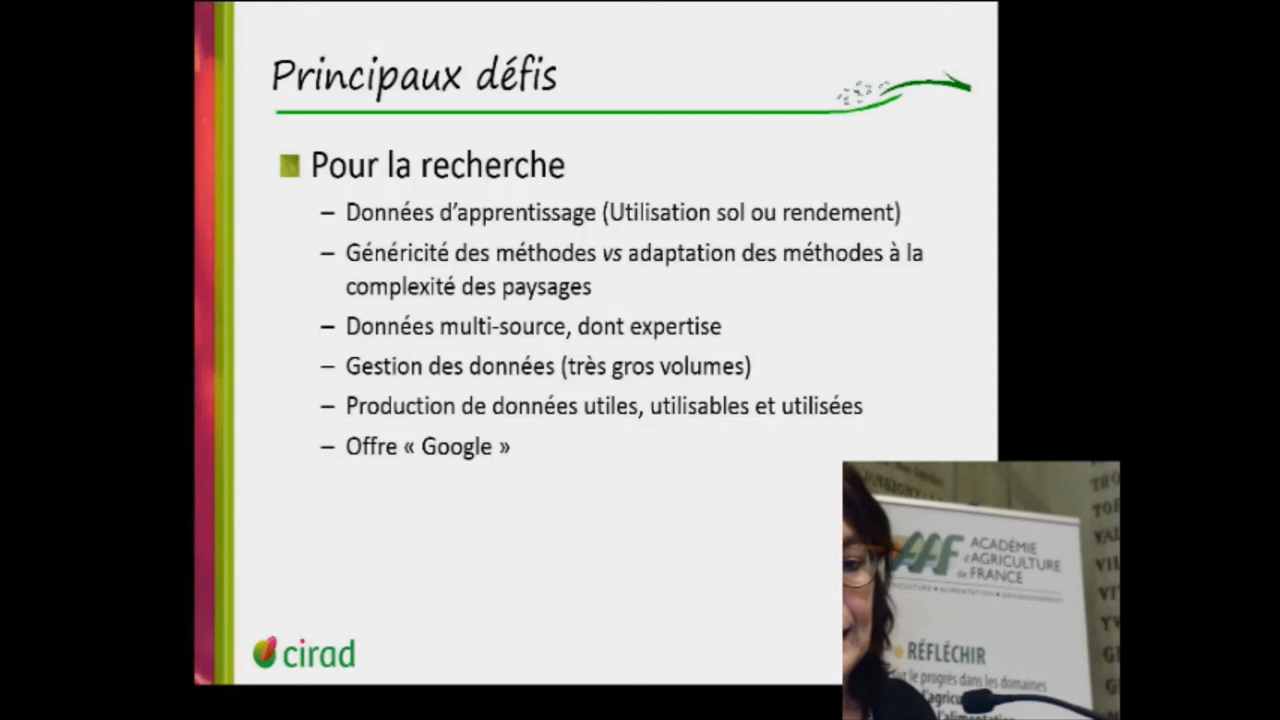 Principaux défis
Pour la recherche
– Données d’apprentissage (Utilisation sol ou rendement)
– Généricité des méthodes vs adaptation des méthodes à la
complexité des paysages
– Données multi-source, dont expertise
– Gestion des données (très gros volumes)
– Production de données utiles, utilisables et utilisées
– Offre « Google »
cirad
AAF
ACADÉMIE
d'AGRICULTURE
de FRANCE
RÉFLÉCHIR
le progrès dans les domaines